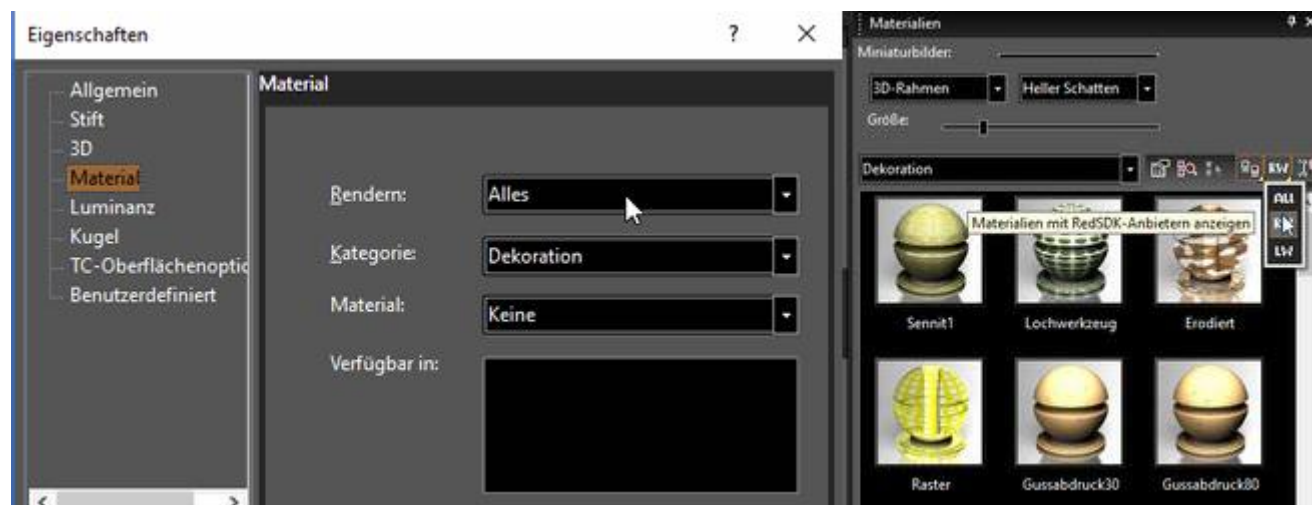 Eigenschaften
?
Allgemein
Stift
3D
Material
Luminanz
Kugel
TC-Oberflächenoptic
Benutzerdefiniert
Material
Rendern: Alles
Kategorie: Dekoration
Material: Keine
Verfügbar in:
Materialien
Miniaturbilder:
3D-Rahmen Heller Schatten
Größe:
Dekoration
RW
ALL
LW
Materialien mit RedSDK-Anbietern anzeigen
Sennit1 Lochwerkzeug Erodiert
Raster Gussabdruck30 Gussabdruck80